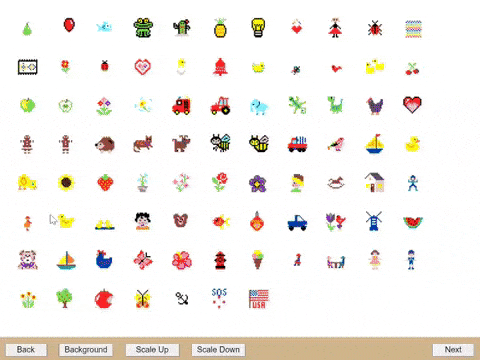 SOS
USA
Back
Background
Scale Up
Scale Down
Next